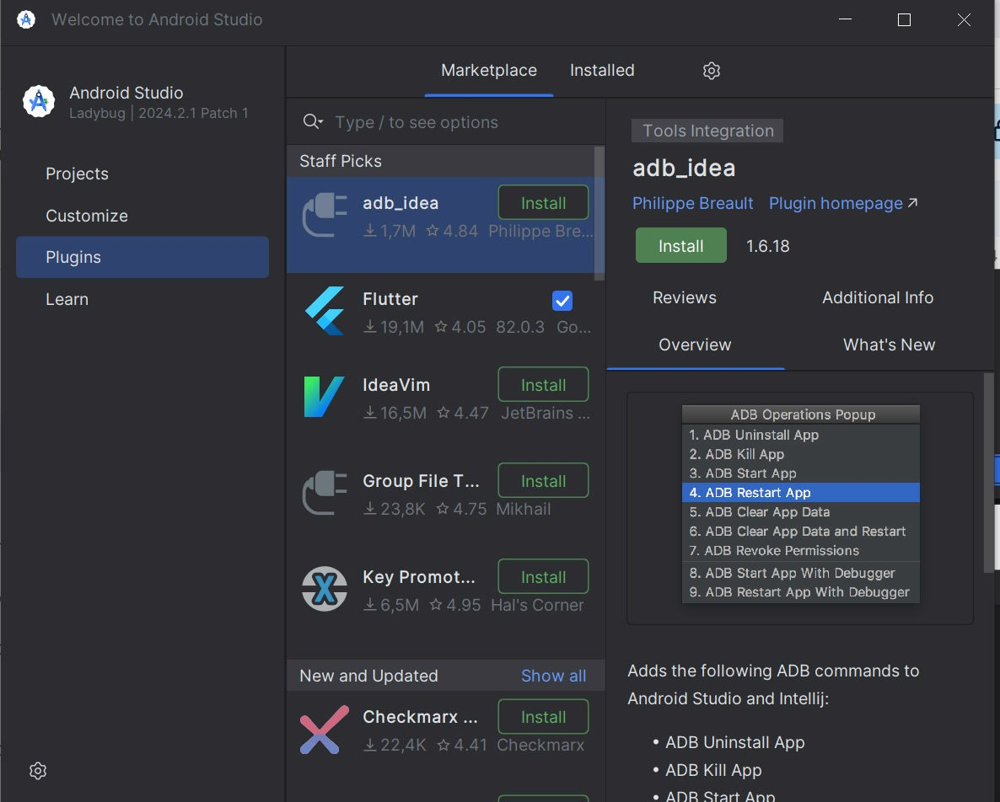 Welcome to Android Studio
Android Studio
Ladybug | 2024.2.1 Patch 1
Projects
Customize
Plugins
Learn
Marketplace
Installed
Type / to see options
Staff Picks
adb_idea
Install
1,7M 4.84 Philippe Bre...
Flutter
19,1M 4.05 82.0.3 Go...
IdeaVim
Install
16,5M 4.47 JetBrains ...
Group File T...
Install
23,8K 4.75 Mikhail
Key Promot...
Install
6,5M 4.95 Hal's Corner
New and Updated Show all
Checkmarx ...
Install
22,4K 4.41 Checkmarx
Tools Integration
adb_idea
Philippe Breault Plugin homepage ↗
Install 1.6.18
Reviews Additional Info
Overview What's New
ADB Operations Popup
1. ADB Uninstall App
2. ADB Kill App
3. ADB Start App
4. ADB Restart App
5. ADB Clear App Data
6. ADB Clear App Data and Restart
7. ADB Revoke Permissions
8. ADB Start App With Debugger
9. ADB Restart App With Debugger
Adds the following ADB commands to
Android Studio and Intellij:
• ADB Uninstall App
• ADB Kill App
• ADB Start App